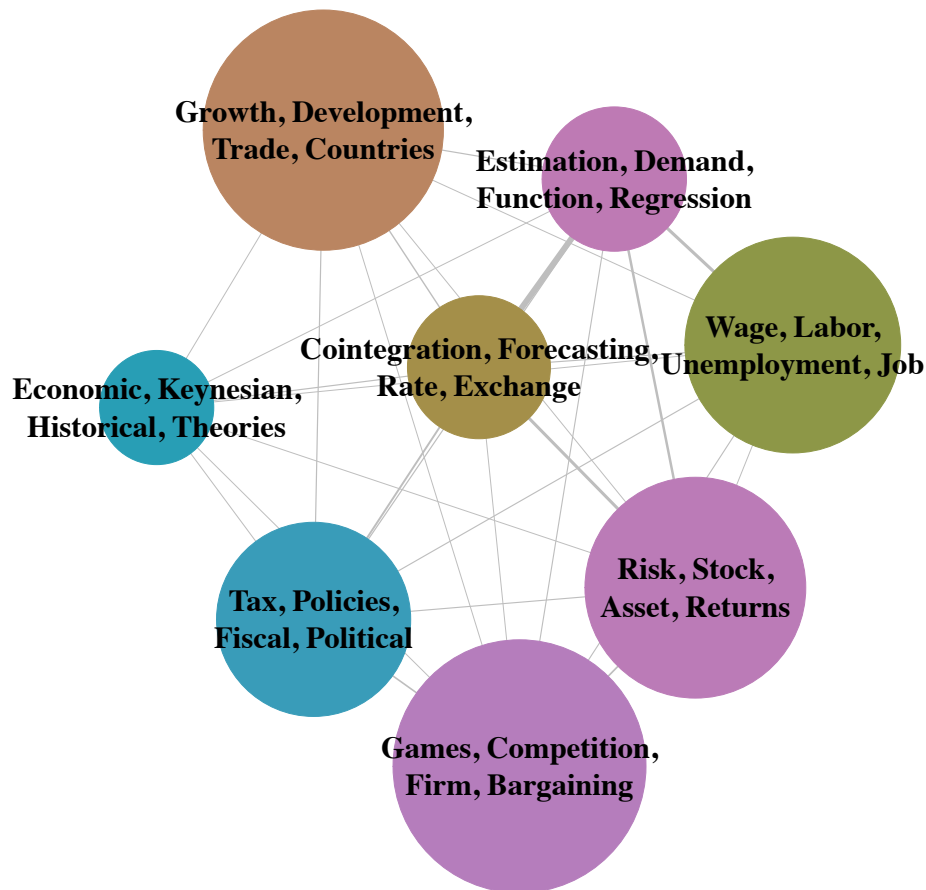 Growth, Development,
Trade, Countries
Estimation, Demand,
Function, Regression
Wage, Labor,
Unemployment, Job
Cointegration, Forecasting,
Rate, Exchange
Economic, Keynesian,
Historical, Theories
Risk, Stock,
Asset, Returns
Tax, Policies,
Fiscal, Political
Games, Competition,
Firm, Bargaining